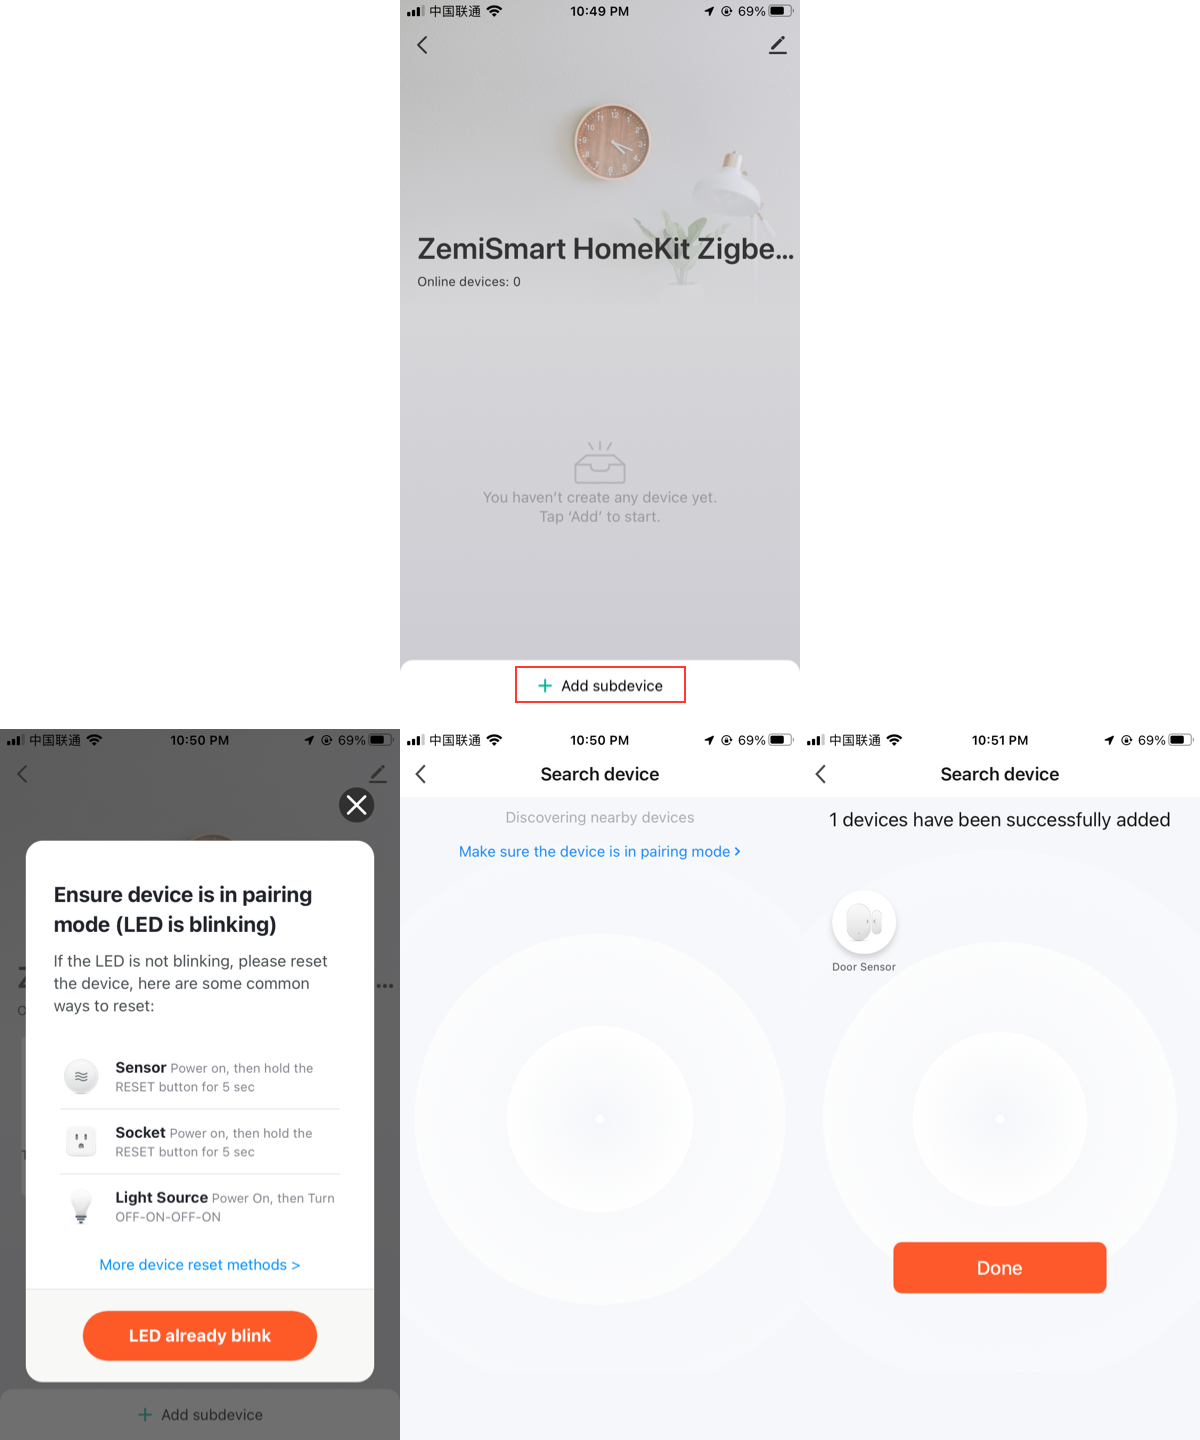 中国联通
10:49 PM
69%
ZemiSmart HomeKit Zigbe...
Online devices: 0
You haven't create any device yet.
Tap 'Add' to start.
+ Add subdevice
中国联通
10:50 PM
69%
Ensure device is in pairing
mode (LED is blinking)
If the LED is not blinking, please reset
the device, here are some common
ways to reset:
Sensor Power on, then hold the
RESET button for 5 sec
Socket Power on, then hold the
RESET button for 5 sec
Light Source Power On, then Turn
OFF-ON-OFF-ON
More device reset methods >
LED already blink
+ Add subdevice
中国联通
10:50 PM
69%
Search device
Discovering nearby devices
Make sure the device is in pairing mode >
中国联通
10:51 PM
69%
Search device
1 devices have been successfully added
Door Sensor
Done